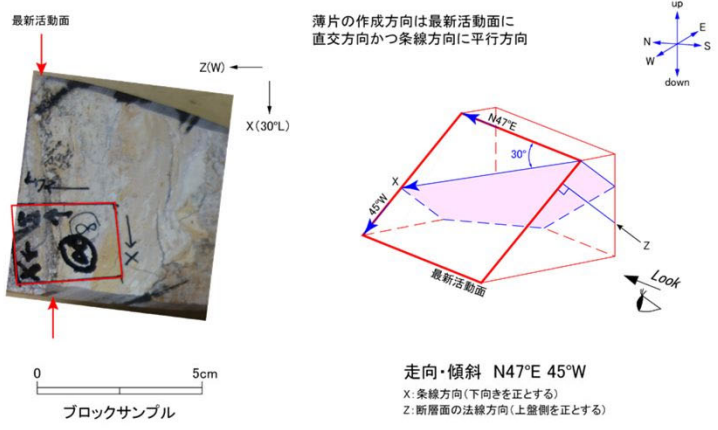 最新活動面
Z(W)
X(30°L)
X
8
0
5cm
ブロックサンプル
薄片の作成方向は最新活動面に
直交方向かつ条線方向に平行方向
up
N
E
W
S
down
N47°E
30°
X
45°W
Z
最新活動面
Look
走向・傾斜 N47°E 45°W
X:条線方向(下向きを正とする)
Z:断層面の法線方向(上盤側を正とする)